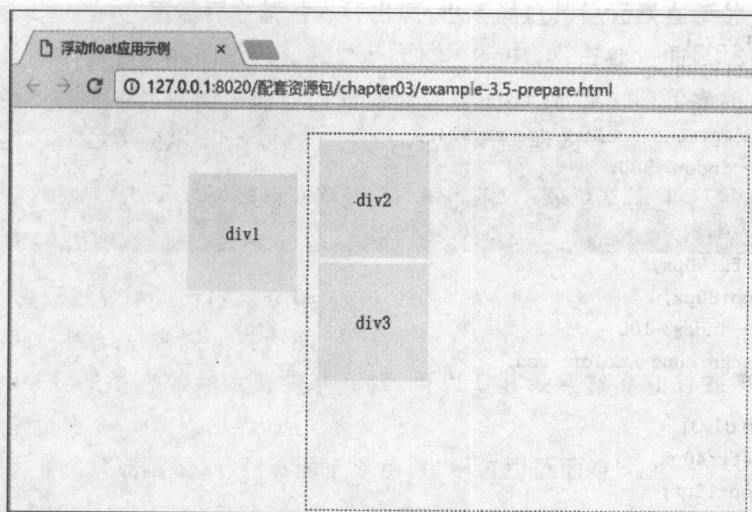 浮动float应用示例 ×
127.0.0.1:8020/配套资源包/chapter03/example-3.5-prepare.html
div2
div1
div3